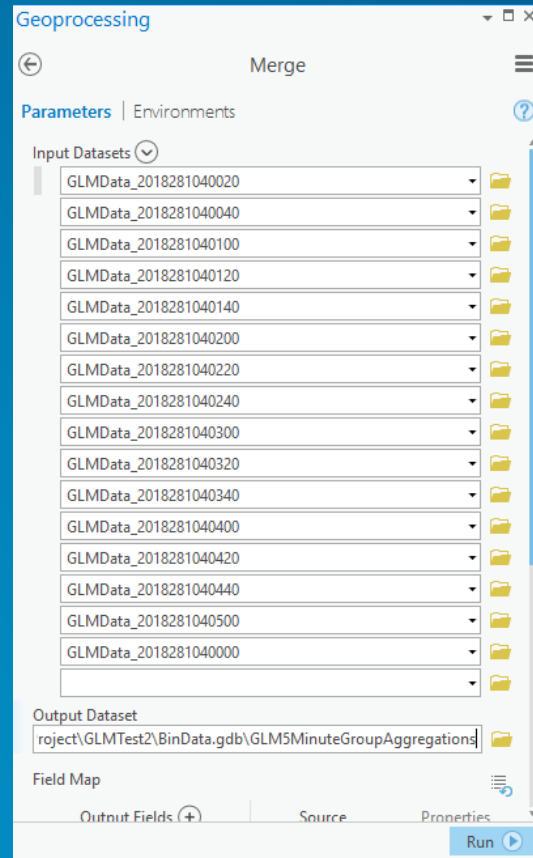 Geoprocessing
Merge
Parameters | Environments
Input Datasets
GLMData_2018281040020
GLMData_2018281040040
GLMData_2018281040100
GLMData_2018281040120
GLMData_2018281040140
GLMData_2018281040200
GLMData_2018281040220
GLMData_2018281040240
GLMData_2018281040300
GLMData_2018281040320
GLMData_2018281040340
GLMData_2018281040400
GLMData_2018281040420
GLMData_2018281040440
GLMData_2018281040500
GLMData_2018281040000
Output Dataset
roject\GLMTest2\BinData.gdb\GLM5MinuteGroupAggregations
Field Map
Output Fields Source Properties
Run